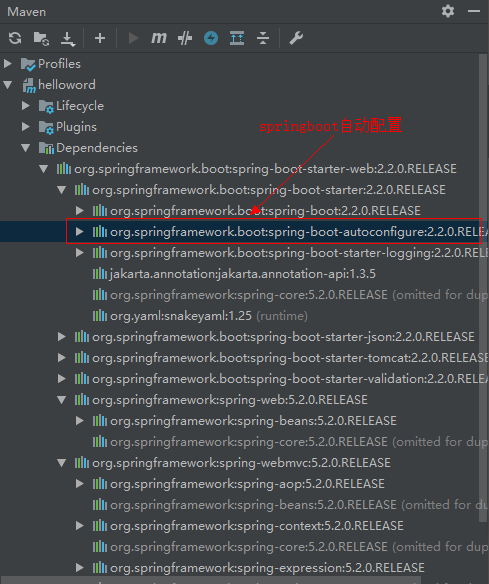 Maven
Profiles
helloword
Lifecycle
springboot自动配置
Plugins
Dependencies
org.springframework.boot:spring-boot-starter-web:2.2.0.RELEASE
org.springframework.boot:spring-boot-starter:2.2.0.RELEASE
org.springframework.boot:spring-boot:2.2.0.RELEASE
org.springframework.boot:spring-boot-autoconfigure:2.2.0.RELEA
org.springframework.boot:spring-boot-starter-logging:2.2.0.RELEA
jakarta.annotation:jakarta.annotation-api:1.3.5
org.springframework:spring-core:5.2.0.RELEASE (omitted for dup
org.yaml:snakeyaml:1.25 (runtime)
org.springframework.boot:spring-boot-starter-json:2.2.0.RELEASE
org.springframework.boot:spring-boot-starter-tomcat:2.2.0.RELEASE
org.springframework.boot:spring-boot-starter-validation:2.2.0.RELEASE
org.springframework:spring-web:5.2.0.RELEASE
org.springframework:spring-beans:5.2.0.RELEASE
org.springframework:spring-core:5.2.0.RELEASE (omitted for dup
org.springframework:spring-webmvc:5.2.0.RELEASE
org.springframework:spring-aop:5.2.0.RELEASE
org.springframework:spring-beans:5.2.0.RELEASE (omitted for du
org.springframework:spring-context:5.2.0.RELEASE
org.springframework:spring-core:5.2.0.RELEASE (omitted for dup
org.springframework:spring-expression:5.2.0.RELEASE